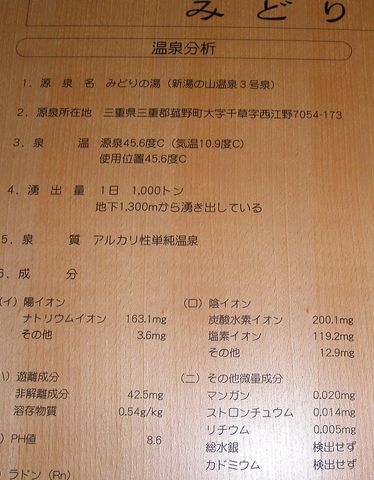 みどり
温泉分析
1．源泉名 みどりの湯（新湯の山温泉3号泉）
2．源泉所在地 三重県三重郡菰野町大字千草字西江野7054-173
3．泉温 源泉45.6度C（気温10.9度C）
使用位置45.6度C
4．湧出量 1日 1,000トン
地下1,300mから湧き出している
5．泉質 アルカリ性単純温泉
6．成分
（イ）陽イオン
ナトリウムイオン 163.1mg
その他 3.6mg
（ロ）陰イオン
炭酸水素イオン 200.1mg
塩素イオン 119.2mg
その他 12.9mg
ハ）遊離成分
非解離成分 42.5mg
溶存物質 0.54g/kg
（ニ）その他微量成分
マンガン 0.020mg
ストロンチュウム 0.014mg
リチウム 0.005mg
総水銀 検出せず
カドミウム 検出せず
）PH値 8.6
）ラドン（Rn）